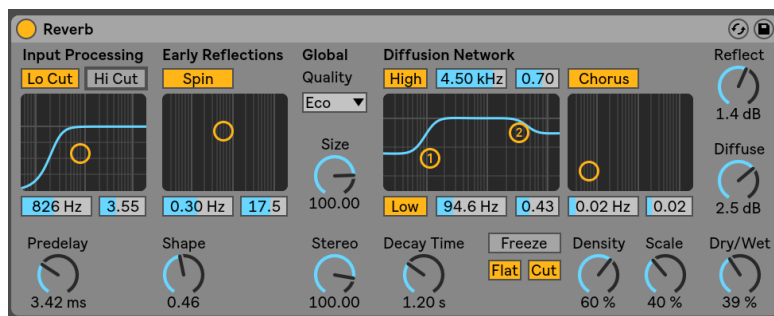 Reverb
Input Processing Early Reflections Global Diffusion Network Reflect
Lo Cut Hi Cut Spin Quality High 4.50 kHz 0.70 Chorus
Eco
1.4 dB
Size
1 2
Diffuse
826 Hz 3.55 0.30 Hz 17.5 100.00 Low 94.6 Hz 0.43 0.02 Hz 0.02 2.5 dB
Predelay Shape Stereo Decay Time Freeze Density Scale Dry/Wet
Flat Cut
3.42 ms 0.46 100.00 1.20 s 60 % 40 % 39 %